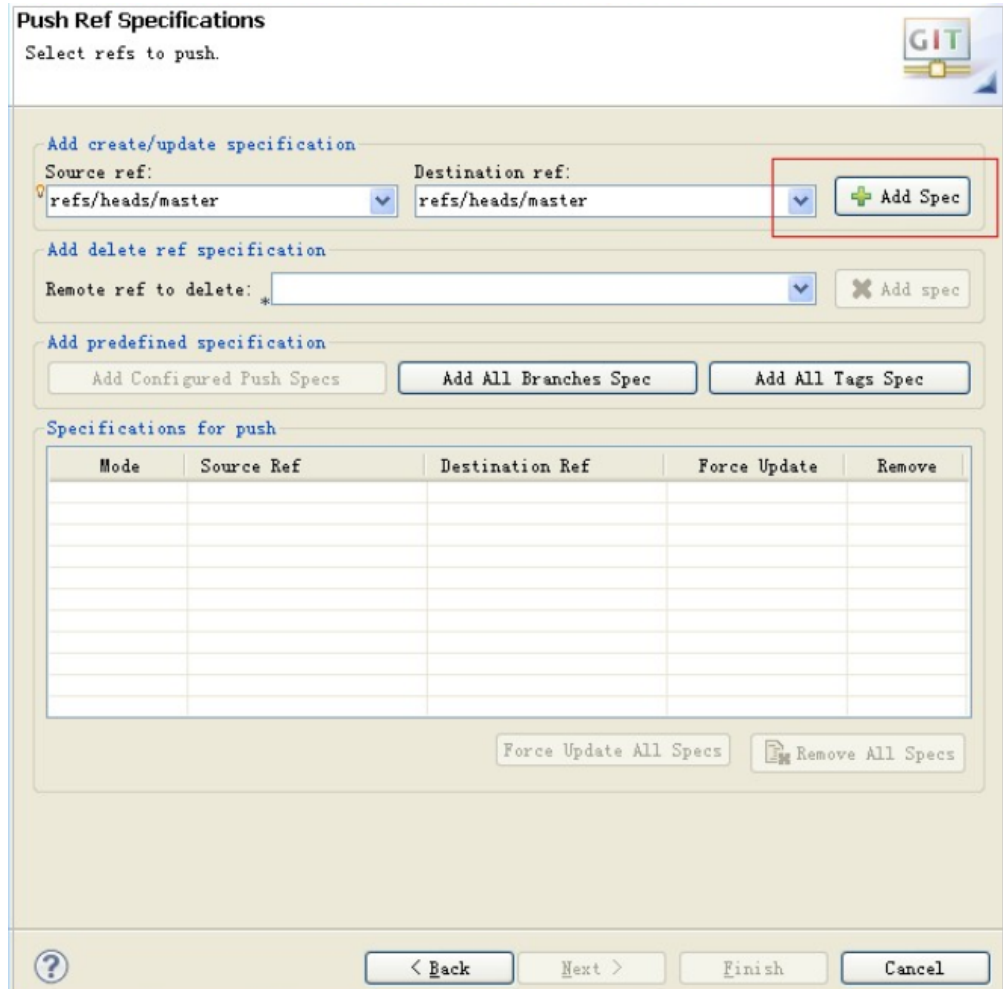 Push Ref Specifications
Select refs to push.
GIT
Add create/update specification
Source ref: Destination ref:
refs/heads/master refs/heads/master Add Spec
Add delete ref specification
Remote ref to delete: * Add spec
Add predefined specification
Add Configured Push Specs Add All Branches Spec Add All Tags Spec
Specifications for push
Mode Source Ref Destination Ref Force Update Remove
Force Update All Specs Remove All Specs
? < Back Next > Finish Cancel